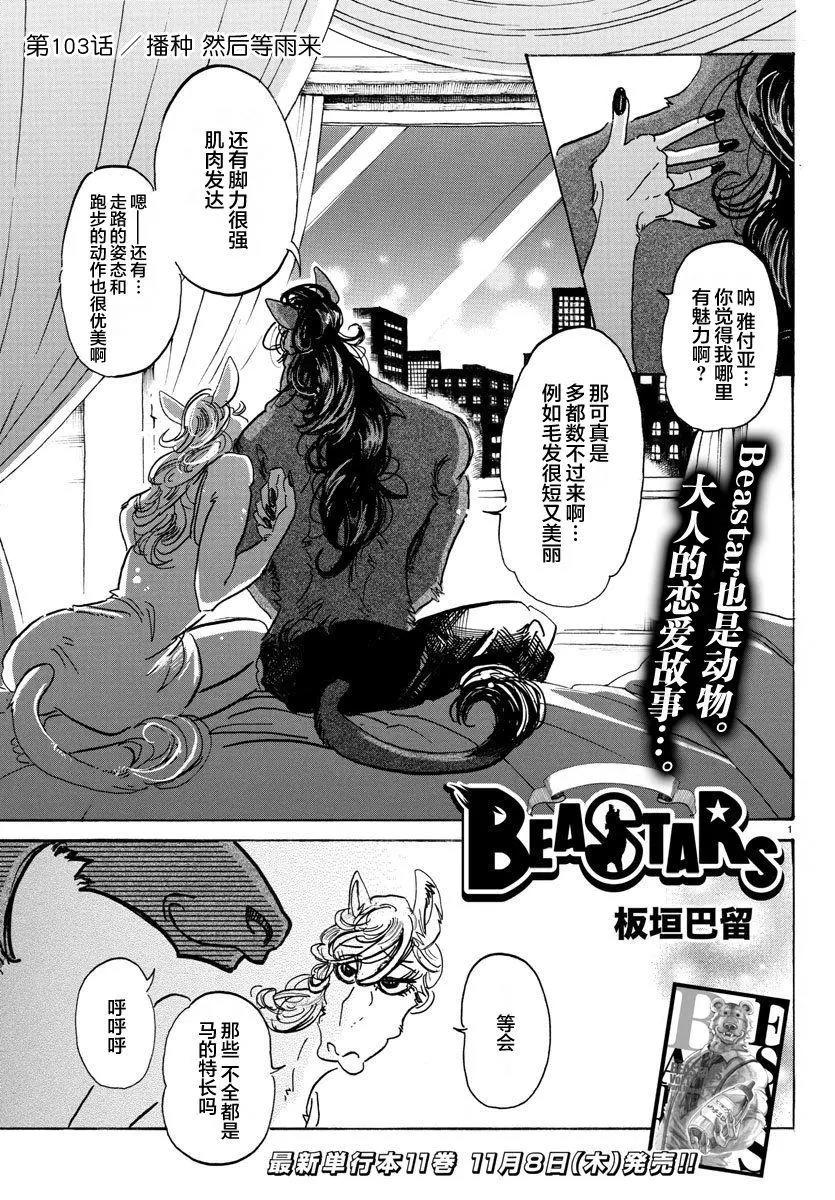 第103话／播种 然后等雨来
呐 雅付亚…
你觉得我哪里
有魅力啊？
那可真是
多都数不过来啊…
例如毛发很短又美丽
还有脚力很强
肌肉发达
嗯——还有…
走路的姿态和
跑步的动作也很优美啊
Beastar也是动物。
大人的恋爱故事…。
BEASTARS
1
板垣巴留
等会
那些 不全都是
马的特长吗
呼呼呼
最新単行本11巻 11月8日(木)発売!!